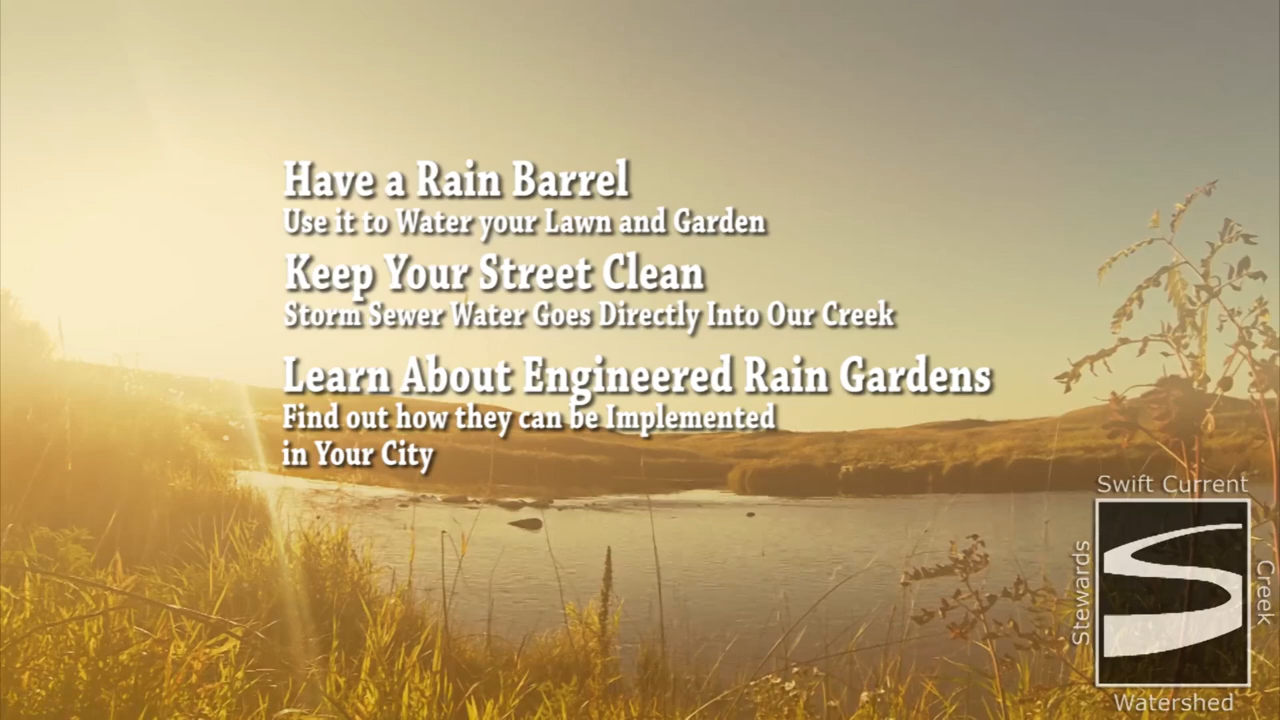 Have a Rain Barrel
Use it to Water your Lawn and Garden
Keep Your Street Clean
Storm Sewer Water Goes Directly Into Our Creek
Learn About Engineered Rain Gardens
Find out how they can be Implemented
in Your City
Swift Current
Creek
Watershed
Stewards